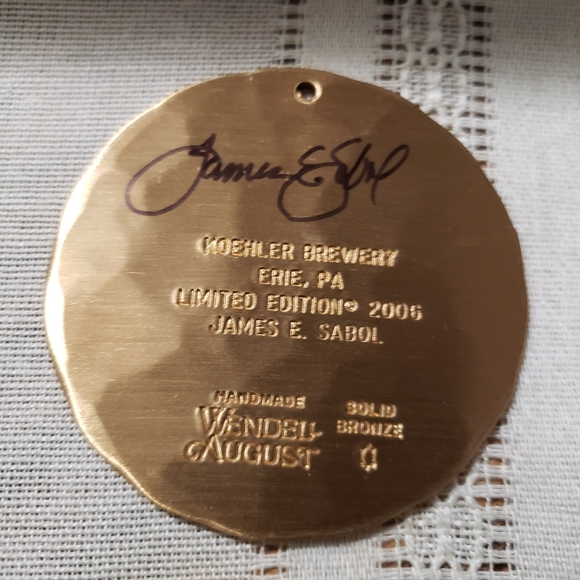 James E Sabol
KOEHLER BREWERY
ERIE, PA
LIMITED EDITION© 2006
JAMES E. SABOL
HANDMADE
WENDELL
AUGUST
SOLID
BRONZE